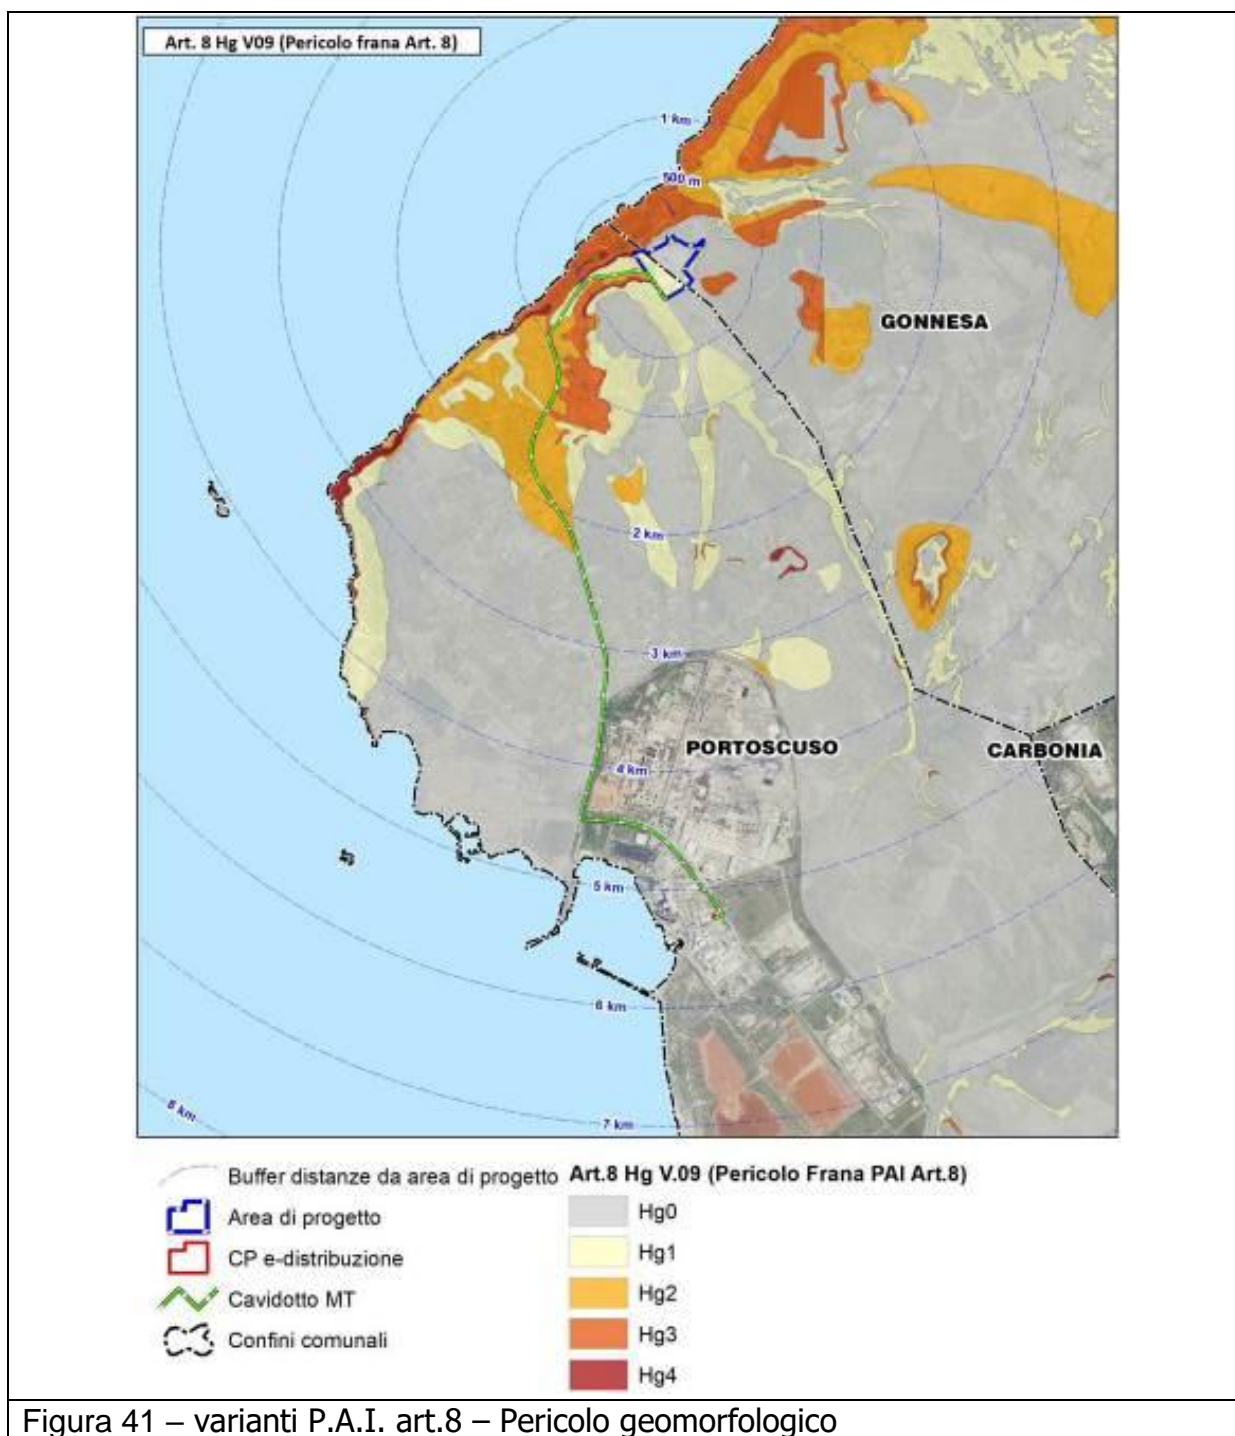 Art. 8 Hg V09 (Pericolo frana Art. 8)
1 km
500 m
GONNESA
2 km
3 km
PORTOSCUSO
CARBONIA
4 km
5 km
6 km
8 km
7 km
Buffer distanze da area di progetto
Area di progetto
CP e-distribuzione
Cavidotto MT
Confini comunali
Art.8 Hg V.09 (Pericolo Frana PAI Art.8)
Hg0
Hg1
Hg2
Hg3
Hg4
Figura 41 – varianti P.A.I. art.8 – Pericolo geomorfologico